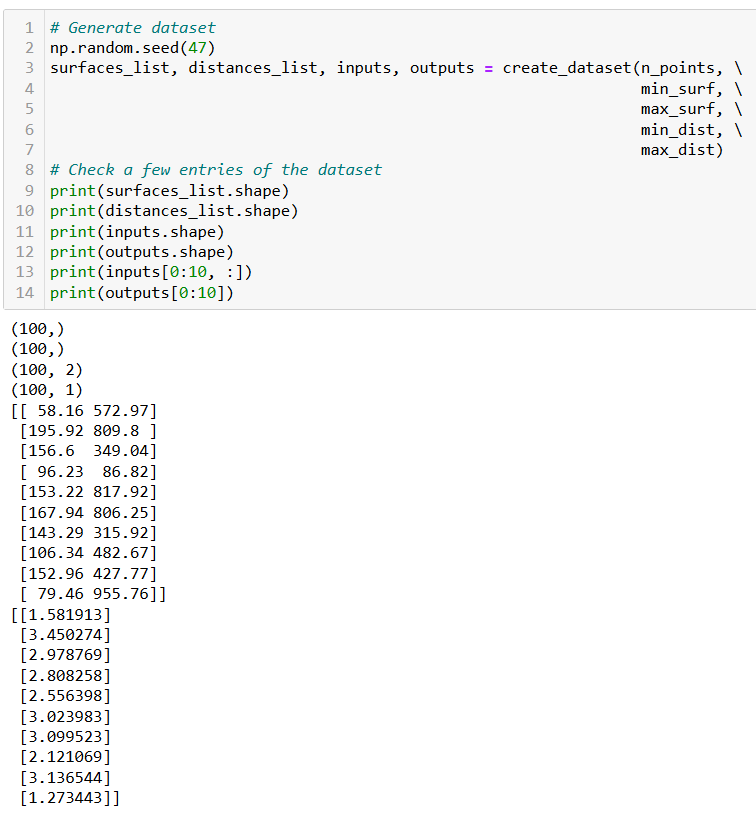 1 # Generate dataset
2 np.random.seed(47)
3 surfaces_list, distances_list, inputs, outputs = create_dataset(n_points, \
4 min_surf, \
5 max_surf, \
6 min_dist, \
7 max_dist)
8 # Check a few entries of the dataset
9 print(surfaces_list.shape)
10 print(distances_list.shape)
11 print(inputs.shape)
12 print(outputs.shape)
13 print(inputs[0:10, :])
14 print(outputs[0:10])
(100,)
(100,)
(100, 2)
(100, 1)
[[ 58.16 572.97]
[195.92 809.8 ]
[156.6  349.04]
[ 96.23  86.82]
[153.22 817.92]
[167.94 806.25]
[143.29 315.92]
[106.34 482.67]
[152.96 427.77]
[ 79.46 955.76]]
[[1.581913]
[3.450274]
[2.978769]
[2.808258]
[2.556398]
[3.023983]
[3.099523]
[2.121069]
[3.136544]
[1.273443]]